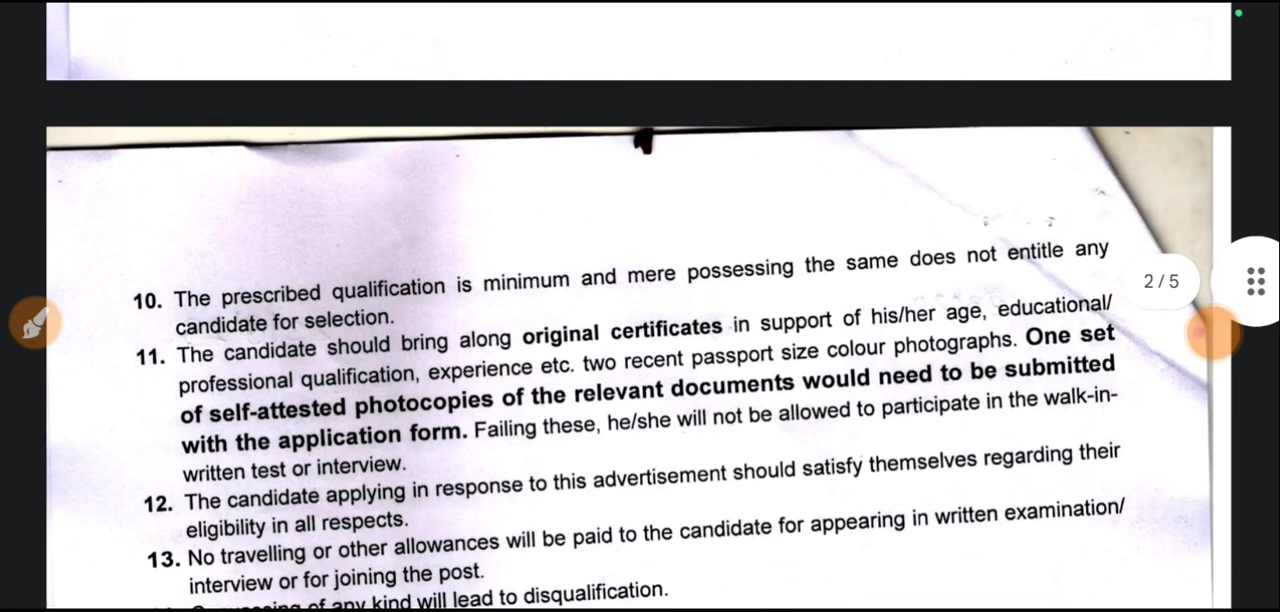 10. The prescribed qualification is minimum and mere possessing the same does not entitle any
candidate for selection.
11. The candidate should bring along original certificates in support of his/her age, educational/
professional qualification, experience etc. two recent passport size colour photographs. One set
of self-attested photocopies of the relevant documents would need to be submitted
with the application form. Failing these, he/she will not be allowed to participate in the walk-in-
written test or interview.
12. The candidate applying in response to this advertisement should satisfy themselves regarding their
eligibility in all respects.
13. No travelling or other allowances will be paid to the candidate for appearing in written examination/
interview or for joining the post.
of any kind will lead to disqualification.
2/5